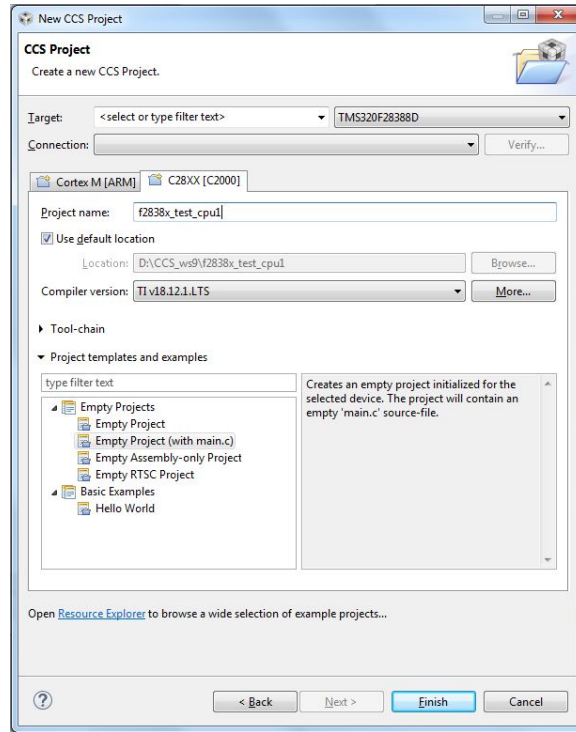 New CCS Project
CCS Project
Create a new CCS Project.
Target: <select or type filter text> TMS320F28388D
Connection: Verify...
Cortex M [ARM] C28XX [C2000]
Project name: f2838x_test_cpu1
Use default location
Location: D:\CCS_ws9\f2838x_test_cpu1 Browse...
Compiler version: TI v18.12.1.LTS More...
Tool-chain
Project templates and examples
type filter text
Empty Projects
Empty Project
Empty Project (with main.c)
Empty Assembly-only Project
Empty RTSC Project
Basic Examples
Hello World
Creates an empty project initialized for the
selected device. The project will contain an
empty 'main.c' source-file.
Open Resource Explorer to browse a wide selection of example projects...
? < Back Next > Finish Cancel